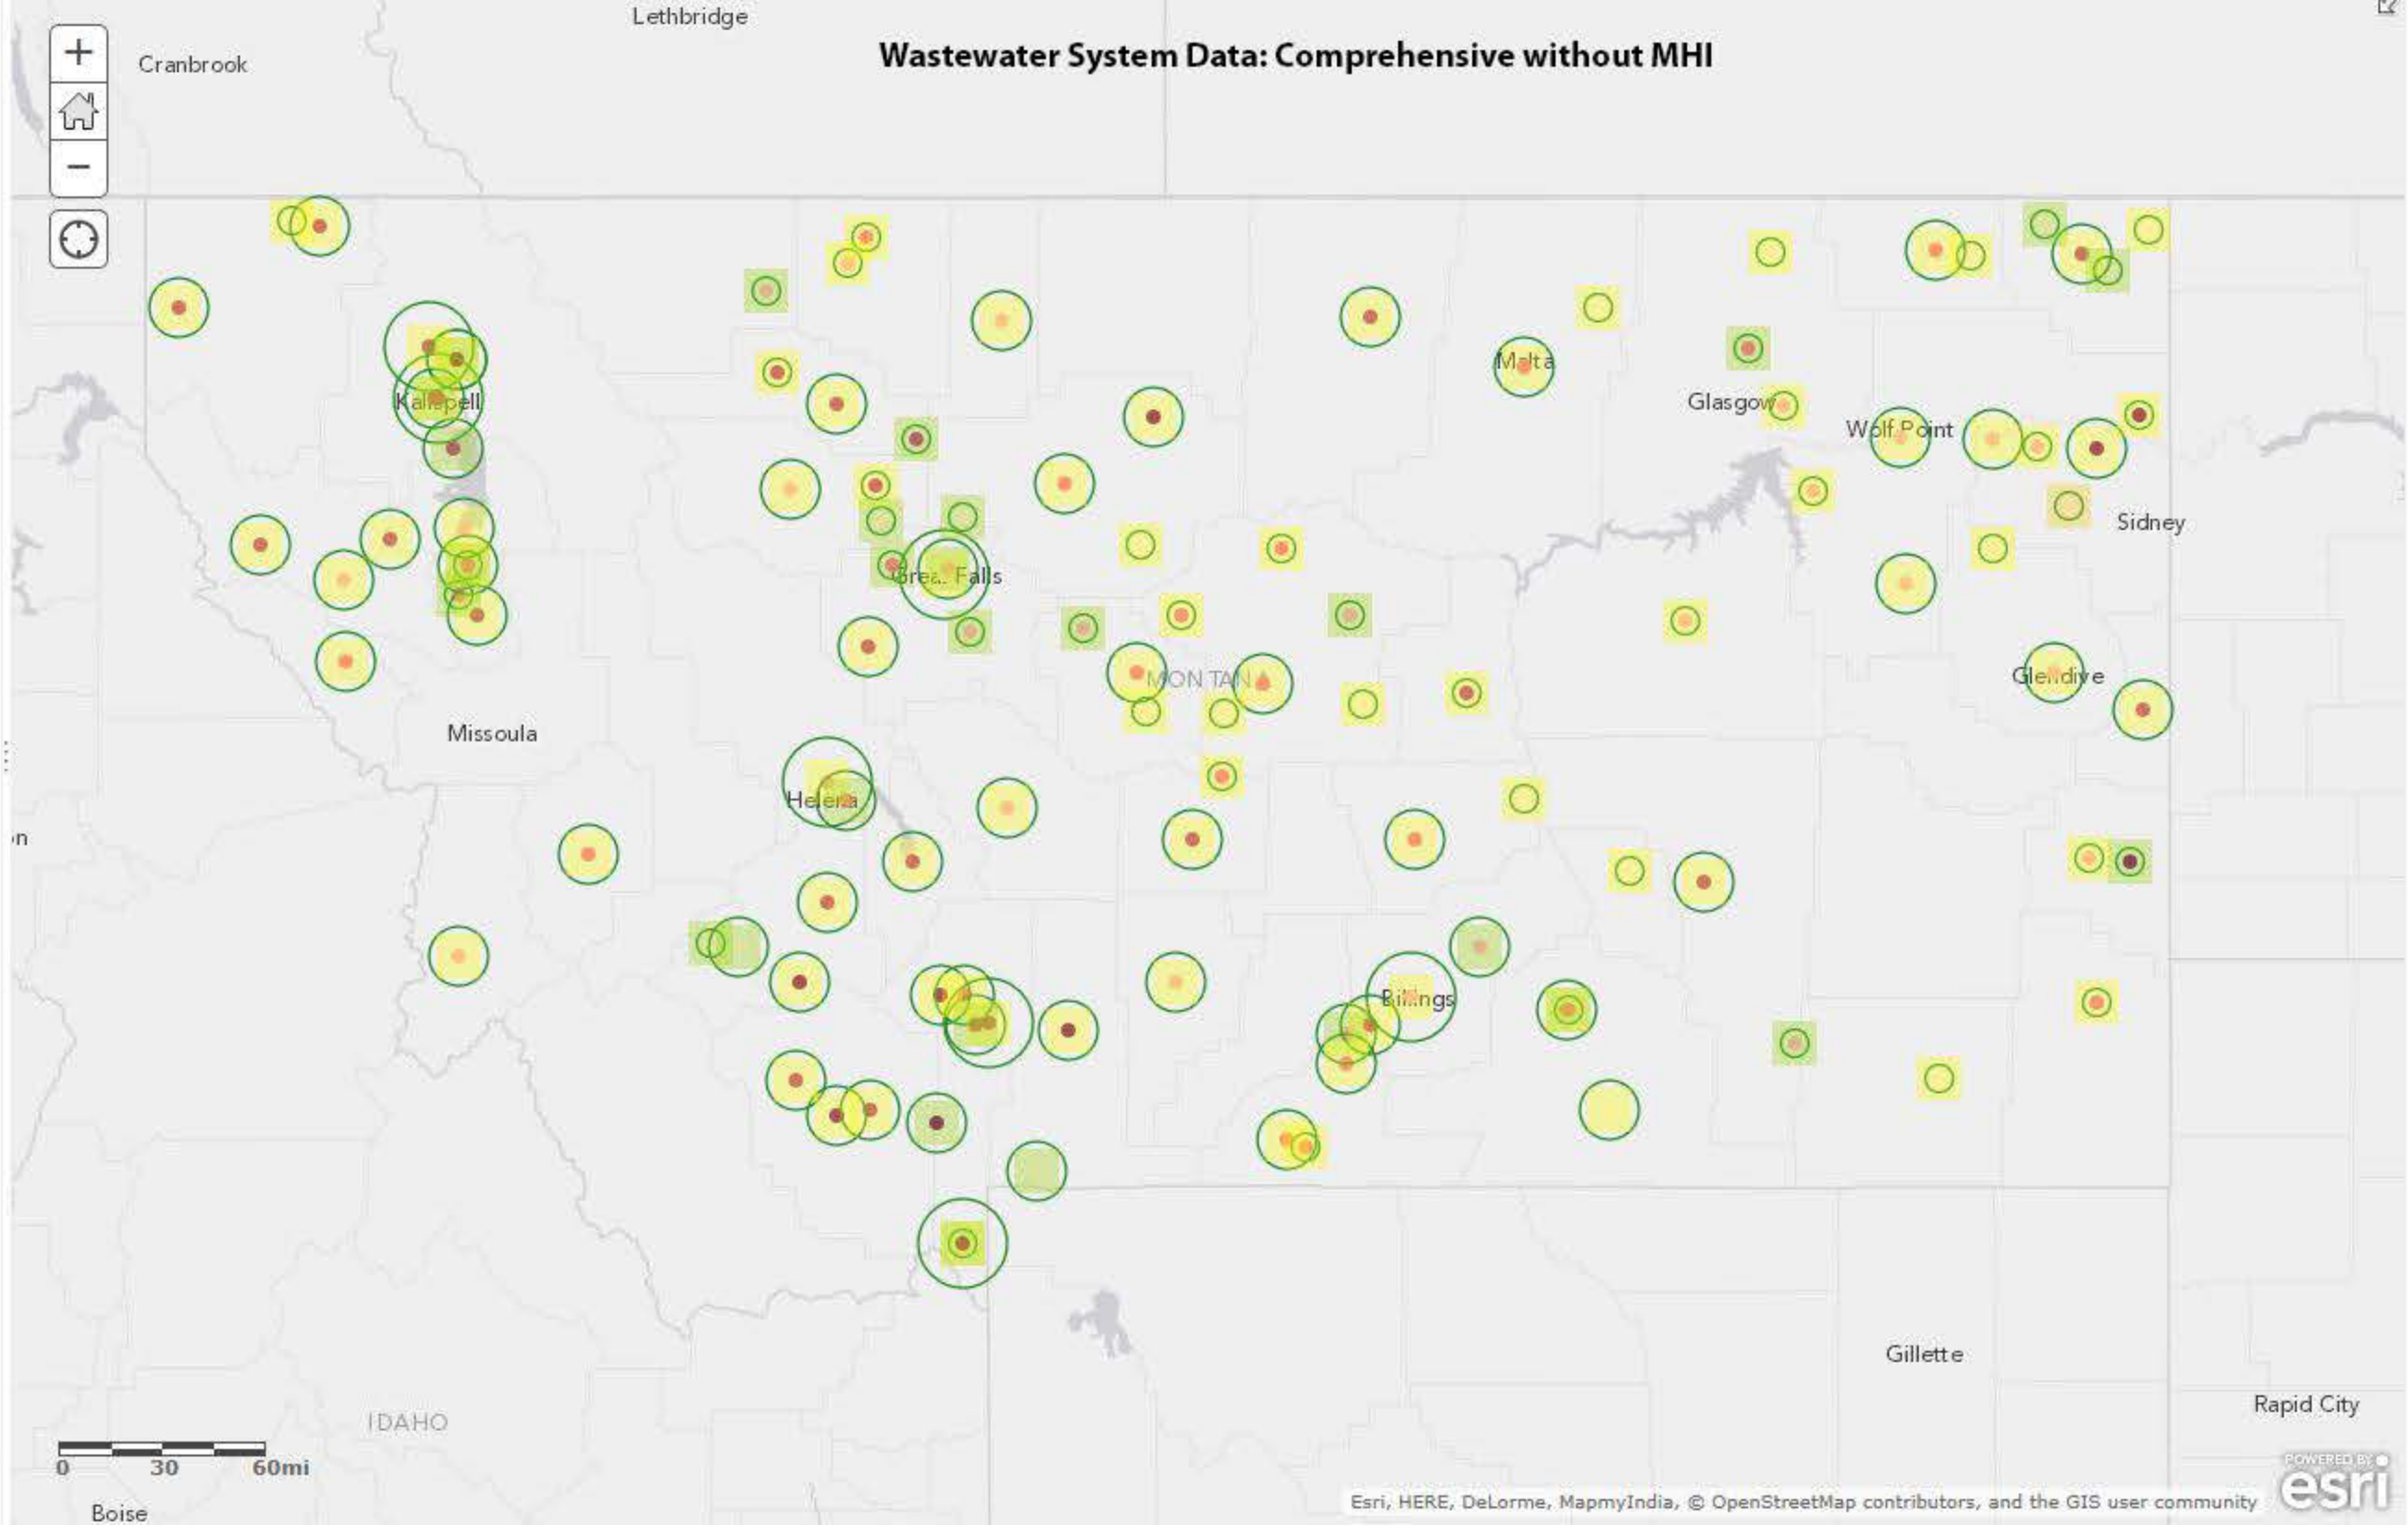 Lethbridge
Wastewater System Data: Comprehensive without MHI
+
Cranbrook
−
Malta
Kalispell
Glasgow
Wolf Point
Sidney
Great Falls
MONTANA
Glendive
Missoula
Helena
n
Billings
Gillette
Rapid City
IDAHO
0 30 60mi
POWERED BY
esri
Esri, HERE, DeLorme, MapmyIndia, © OpenStreetMap contributors, and the GIS user community
Boise